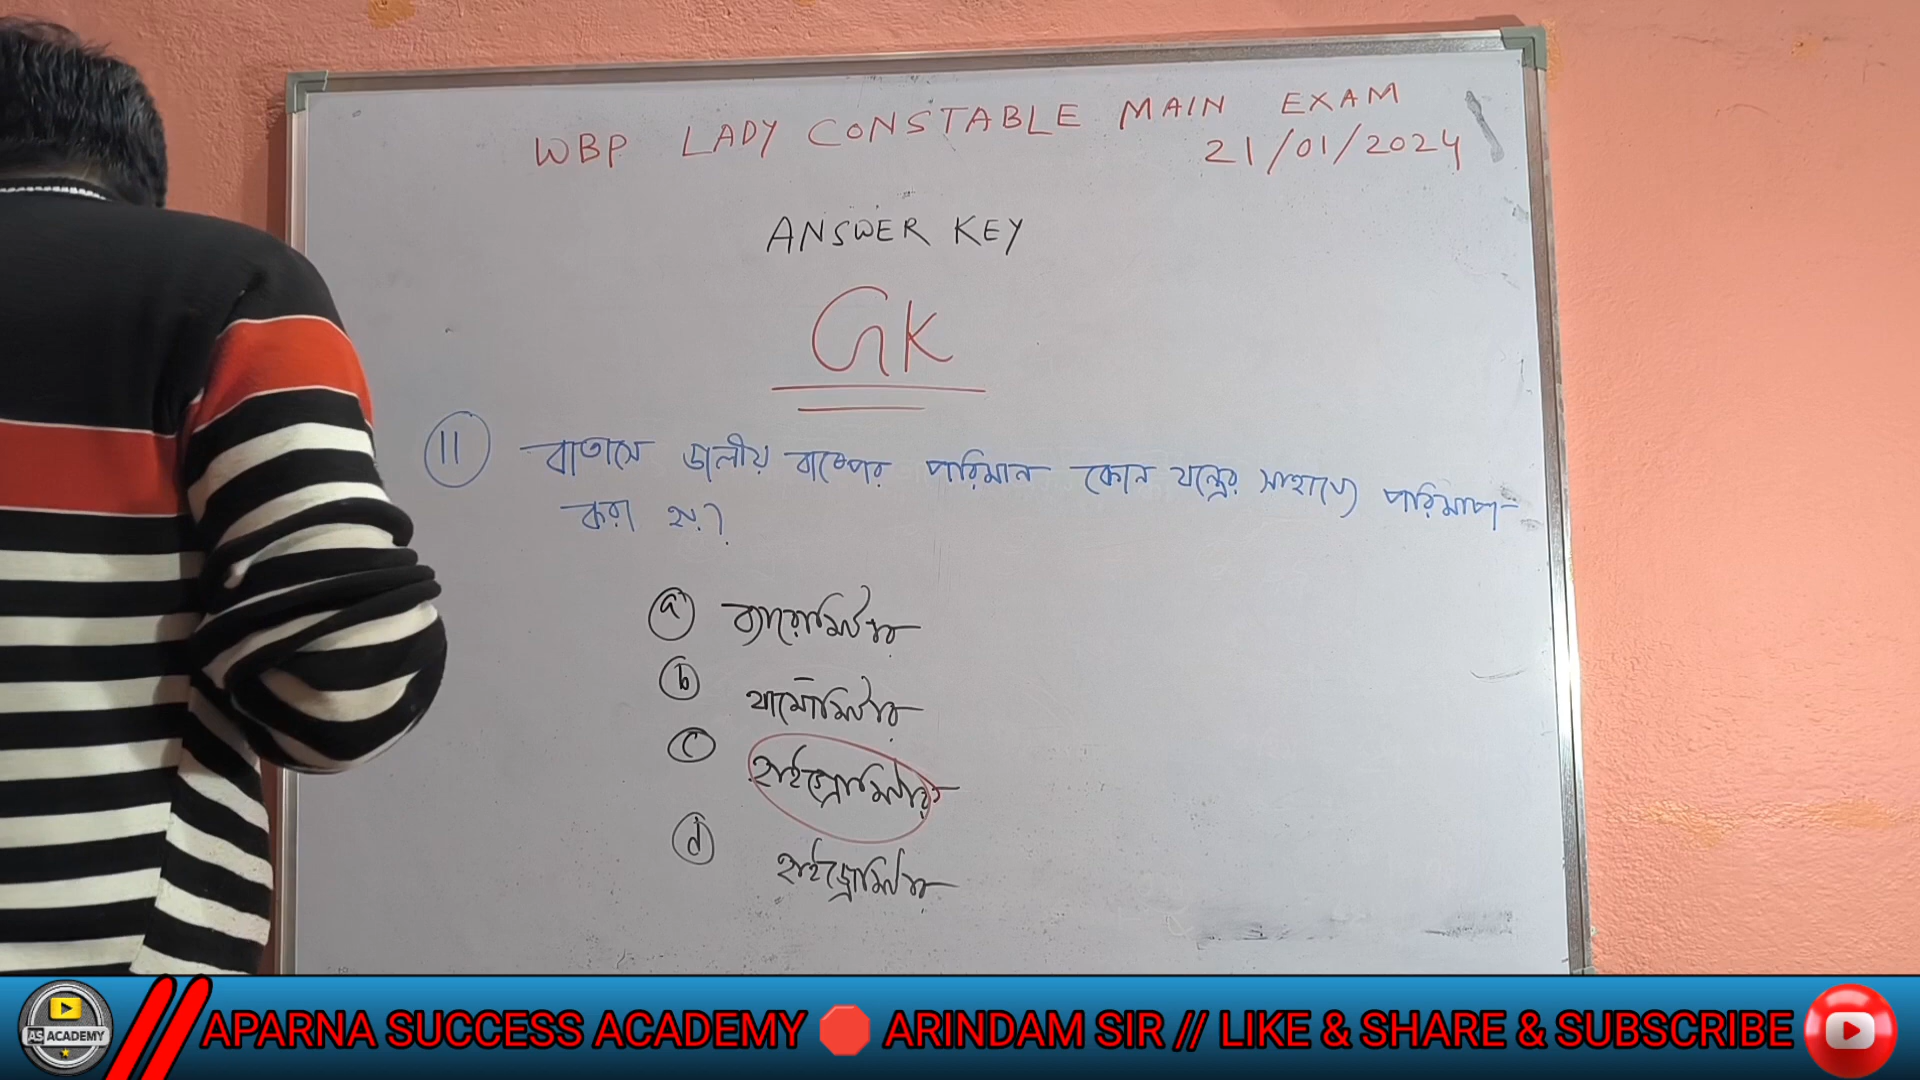 WBP LADY CONSTABLE MAIN EXAM
21/01/2024
ANSWER KEY
GK
11 বাতাসে জলীয় বাষ্পের পরিমান কোন যন্ত্রের সাহায্যে পরিমাপ
করা হয়?
a ব্যারোমিটার
b থার্মোমিটার
c হাইগ্রোমিটার
d হাইড্রোমিটার
AS ACADEMY
APARNA SUCCESS ACADEMY 🛑 ARINDAM SIR // LIKE & SHARE & SUBSCRIBE